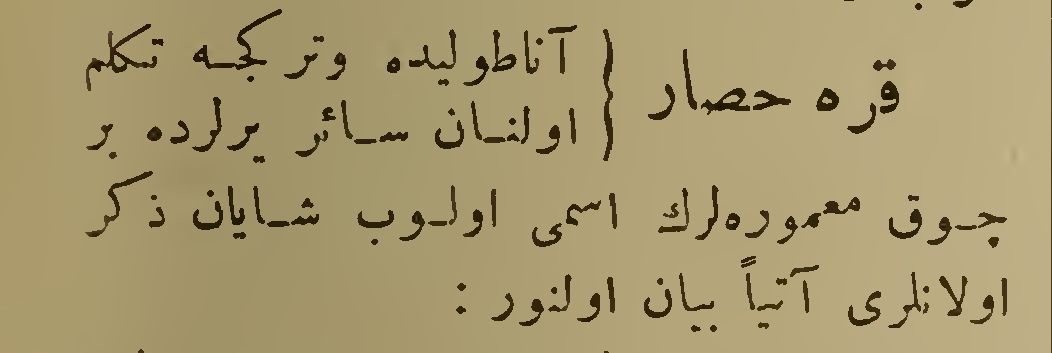 قره حصار } آناطولیده وترکجه تکلم
اولنان سائر یرلرده بر
چوق معموره‌لرك اسمی اولوب شایان ذکر
اولانلری آتیاً بیان اولنور :